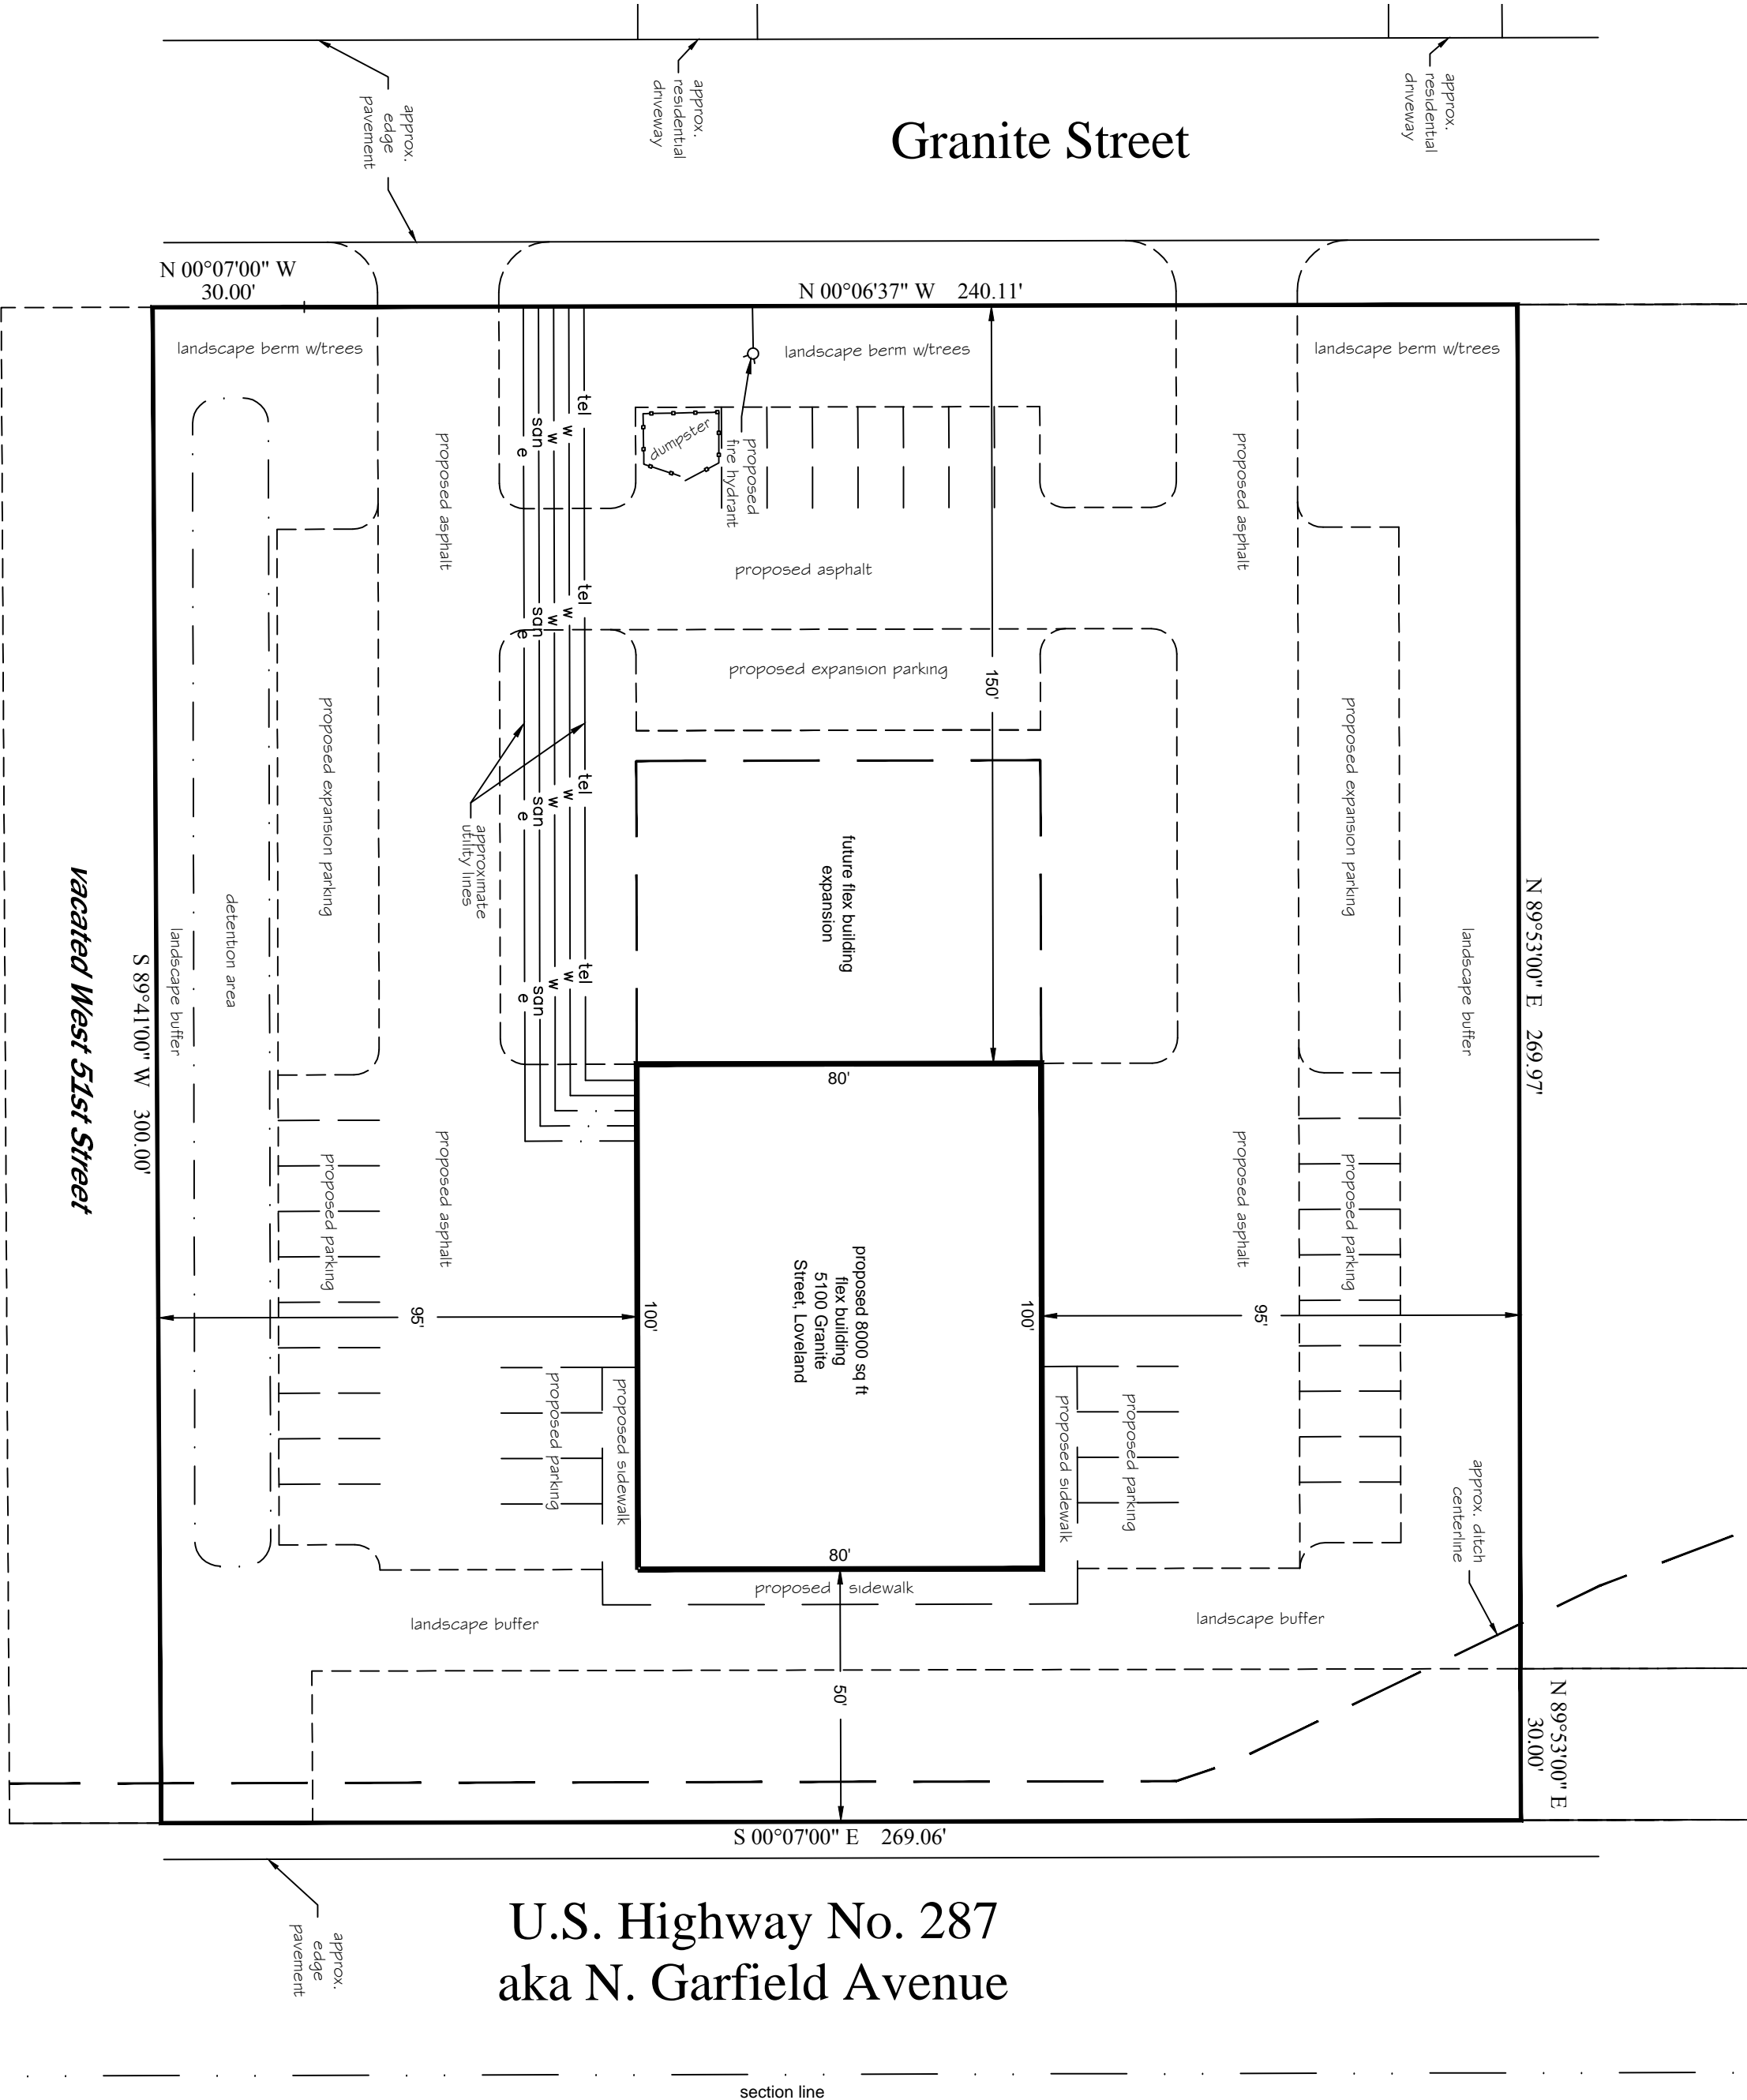 approx.
residential
driveway
approx.
residential
driveway
approx.
edge
pavement
Granite Street
N 00°07'00" W
30.00'
N 00°06'37" W 240.11'
landscape berm w/trees
landscape berm w/trees
landscape berm w/trees
tel
w
w
san
e
dumpster
proposed
fire hydrant
proposed asphalt
proposed asphalt
proposed asphalt
tel
w
w
san
e
proposed expansion parking
150'
proposed expansion parking
proposed expansion parking
tel
w
w
san
e
approximate
utility lines
future flex building
expansion
detention area
landscape buffer
landscape buffer
N 89°53'00" E 269.97'
vacated West 51st Street
S 89°41'00" W 300.00'
tel
w
w
san
e
80'
proposed asphalt
proposed asphalt
proposed parking
proposed parking
proposed 8000 sq ft
flex building
5100 Granite
Street, Loveland
95'
100'
100'
95'
proposed parking
proposed sidewalk
proposed sidewalk
proposed parking
approx. ditch
centerline
80'
proposed sidewalk
landscape buffer
landscape buffer
50'
N 89°53'00" E
30.00'
S 00°07'00" E 269.06'
approx.
edge
pavement
U.S. Highway No. 287
aka N. Garfield Avenue
section line